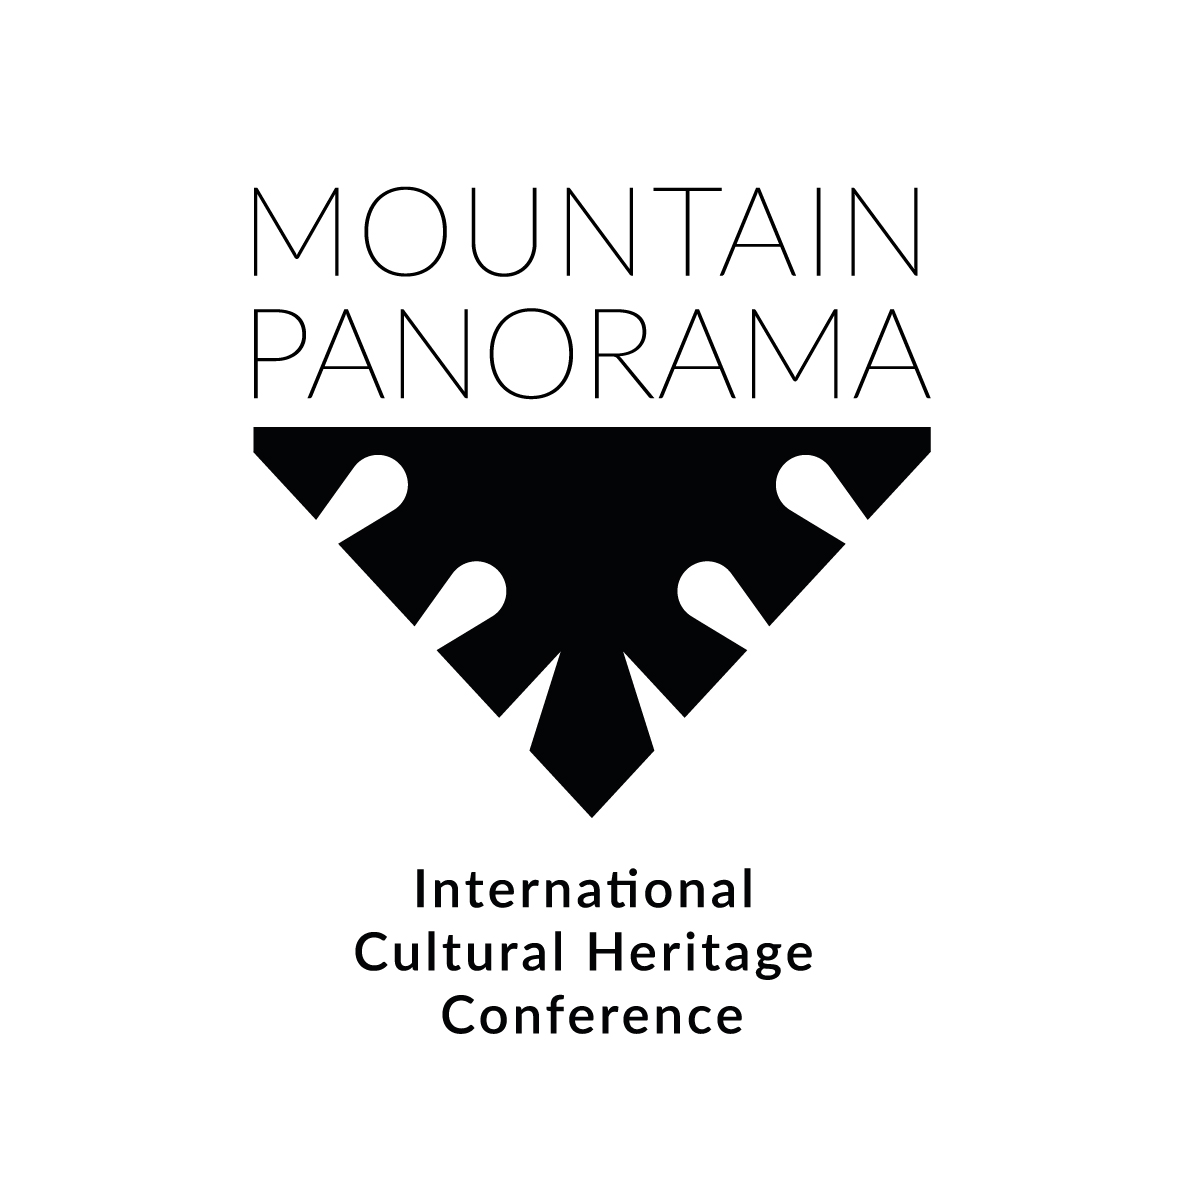 MOUNTAIN
PANORAMA
International
Cultural Heritage
Conference